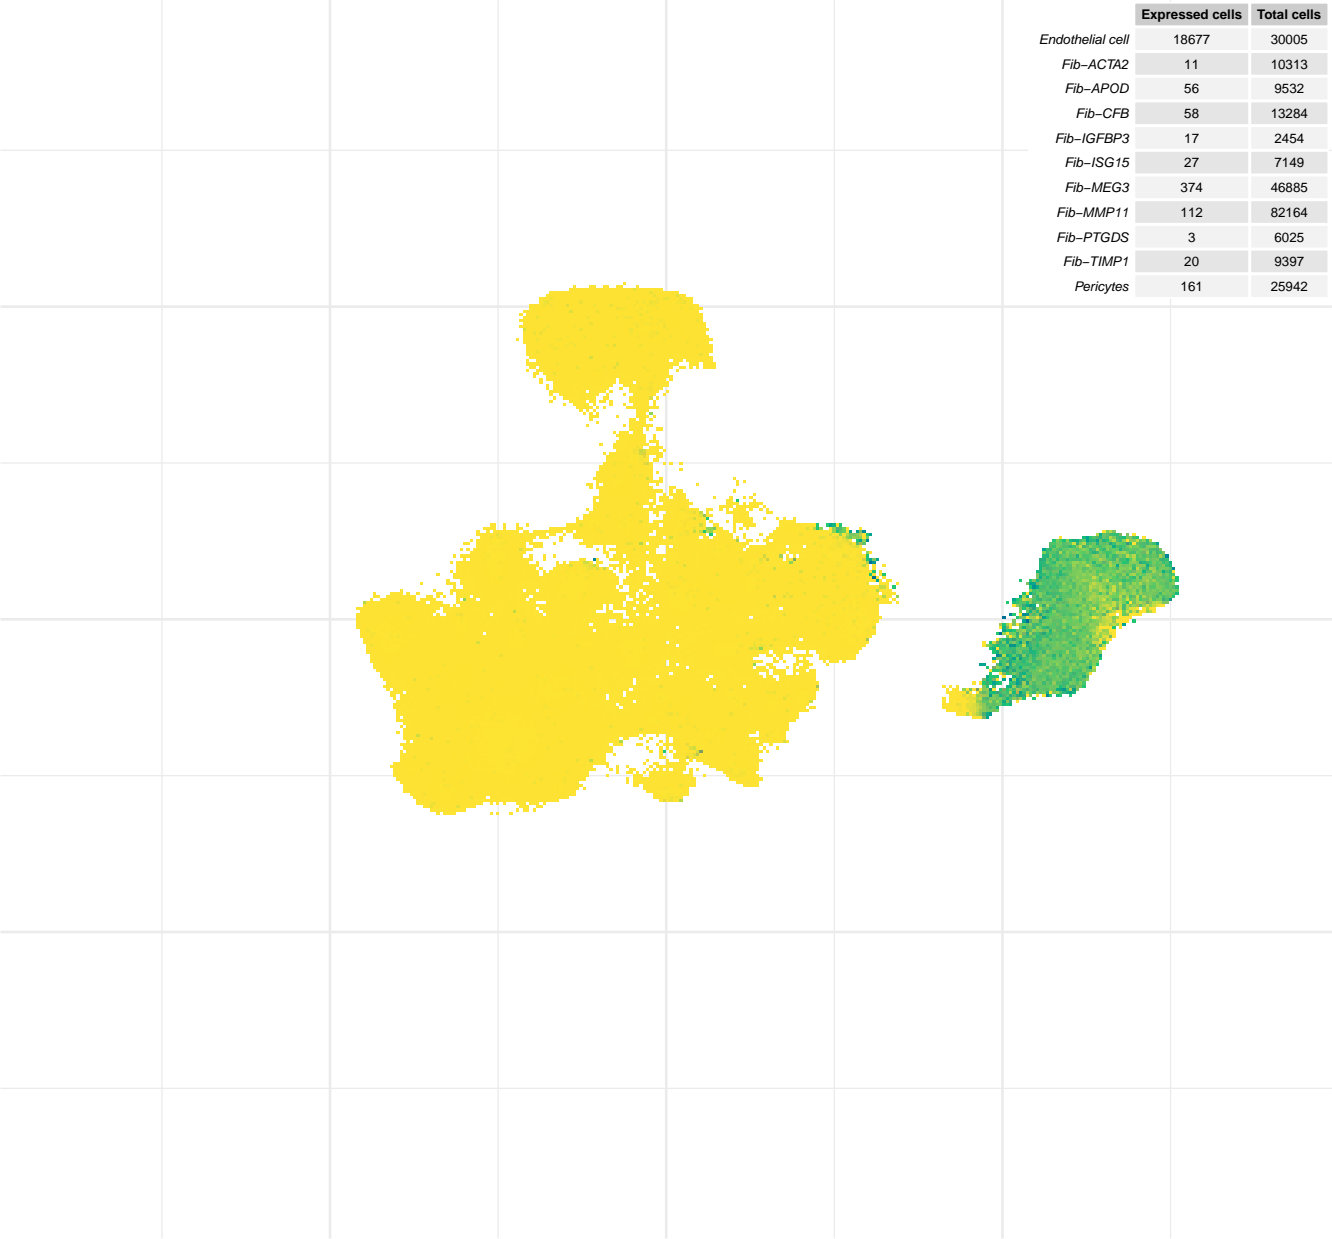 Expressed cells Total cells
Endothelial cell 18677 30005
Fib−ACTA2 11 10313
Fib−APOD 56 9532
Fib−CFB 58 13284
Fib−IGFBP3 17 2454
Fib−ISG15 27 7149
Fib−MEG3 374 46885
Fib−MMP11 112 82164
Fib−PTGDS 3 6025
Fib−TIMP1 20 9397
Pericytes 161 25942